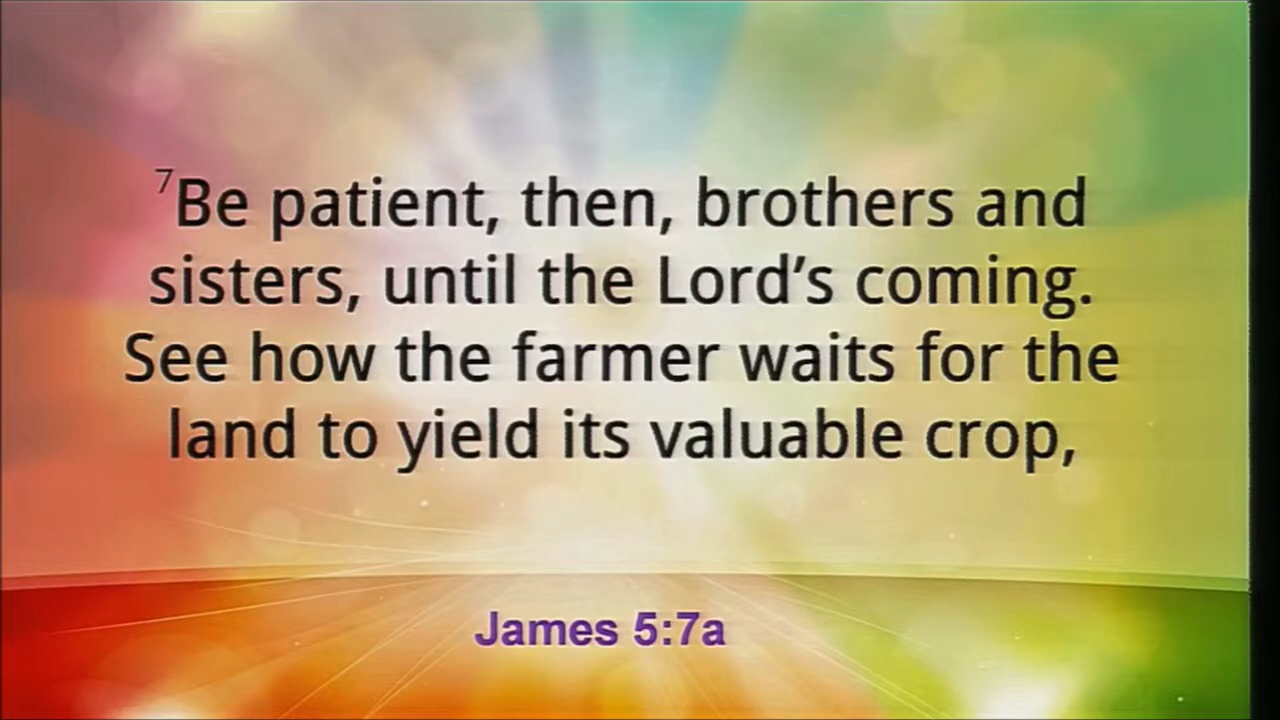 ⁷Be patient, then, brothers and
sisters, until the Lord’s coming.
See how the farmer waits for the
land to yield its valuable crop,
James 5:7a